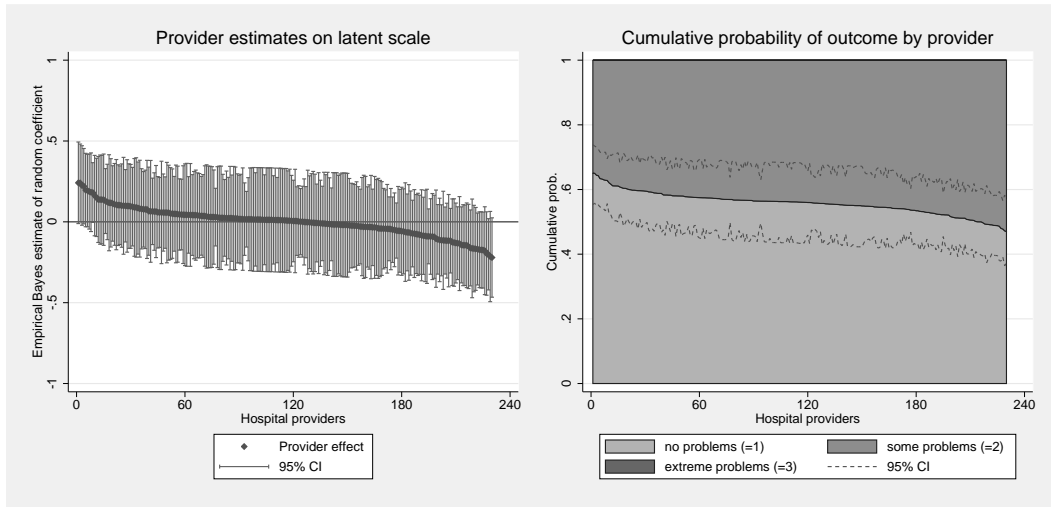 Provider estimates on latent scale
Empirical Bayes estimate of random coefficient
1
.5
0
-.5
-1
0 60 120 180 240
Hospital providers
Provider effect
95% CI
Cumulative probability of outcome by provider
Cumulative prob.
1
.8
.6
.4
.2
0
0 60 120 180 240
Hospital providers
no problems (=1) some problems (=2)
extreme problems (=3) 95% CI